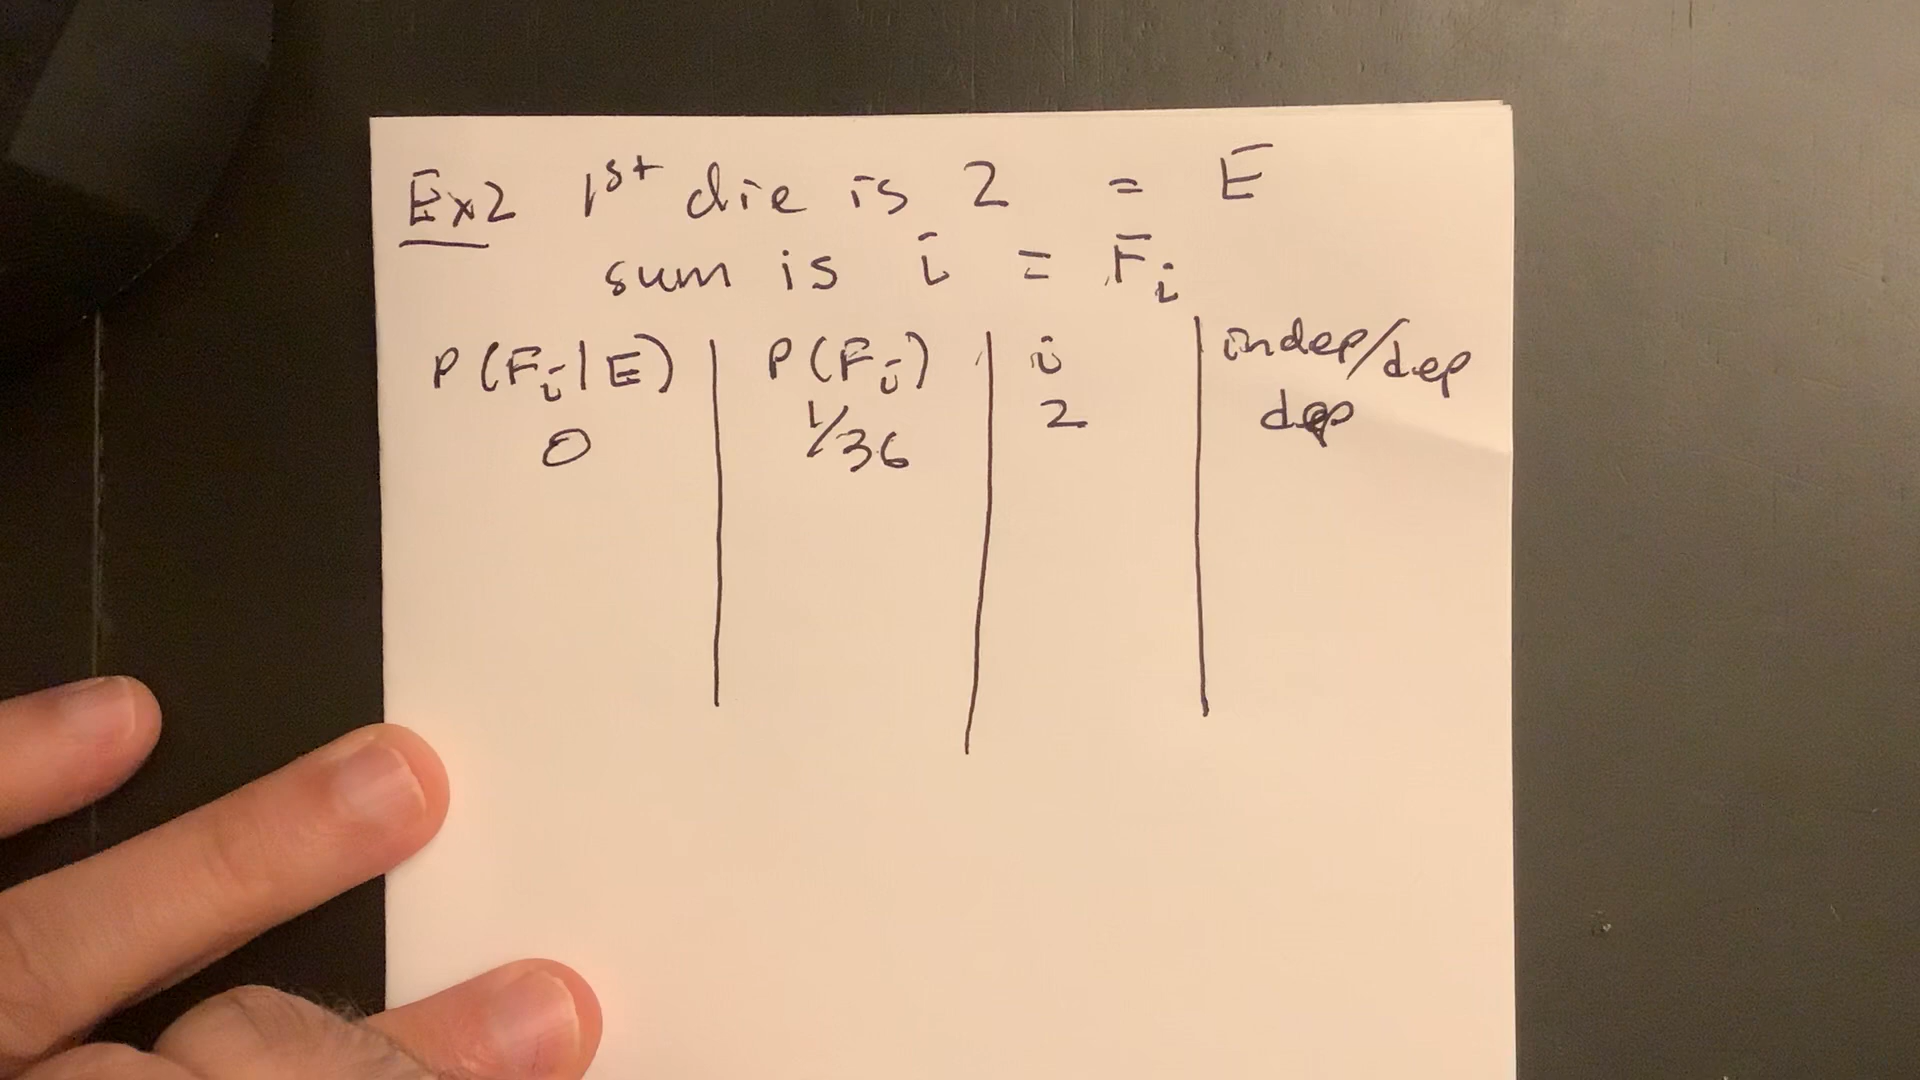 Ex2 1st die is 2 = E
sum is i = Fi
P(Fi|E) P(Fi) i indep/dep
0 1/36 2 dep